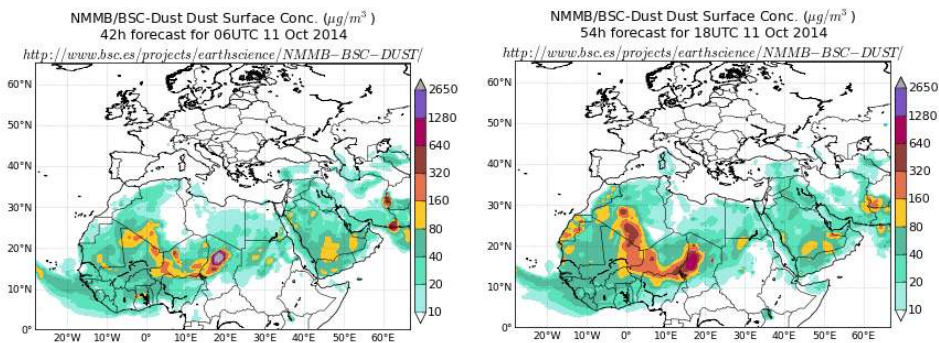 NMMB/BSC-Dust Dust Surface Conc. (μg/m³)
42h forecast for 06UTC 11 Oct 2014
http://www.bsc.es/projects/earthscience/NMMB−BSC−DUST/
60°N
50°N
40°N
30°N
20°N
10°N
0°
20°W
10°W
0°
10°E
20°E
30°E
40°E
50°E
60°E
2650
1280
640
320
160
80
40
20
10
NMMB/BSC-Dust Dust Surface Conc. (μg/m³)
54h forecast for 18UTC 11 Oct 2014
http://www.bsc.es/projects/earthscience/NMMB−BSC−DUST/
60°N
50°N
40°N
30°N
20°N
10°N
0°
20°W
10°W
0°
10°E
20°E
30°E
40°E
50°E
60°E
2650
1280
640
320
160
80
40
20
10